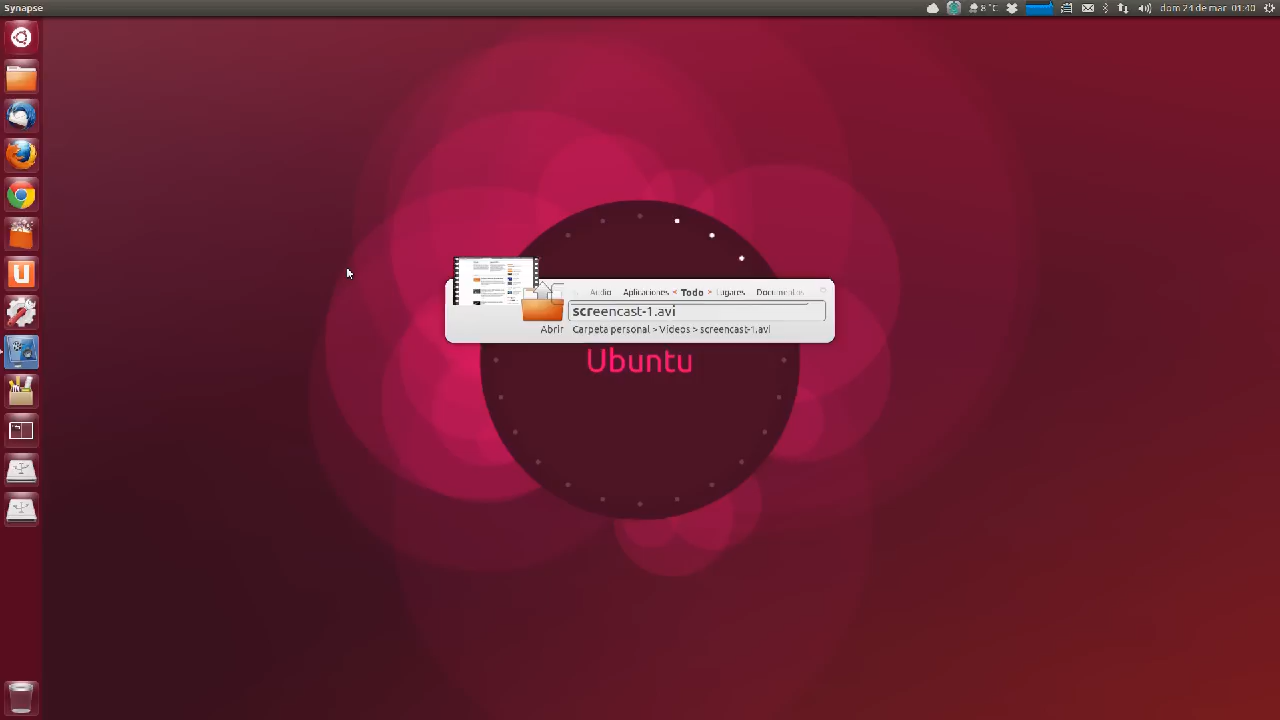 Synapse
8°C dom 24 de mar 01:40
Audio Aplicaciones < Todo > Lugares Documentos
screencast-1.avi
Abrir Carpeta personal > Vídeos > screencast-1.avi
Ubuntu